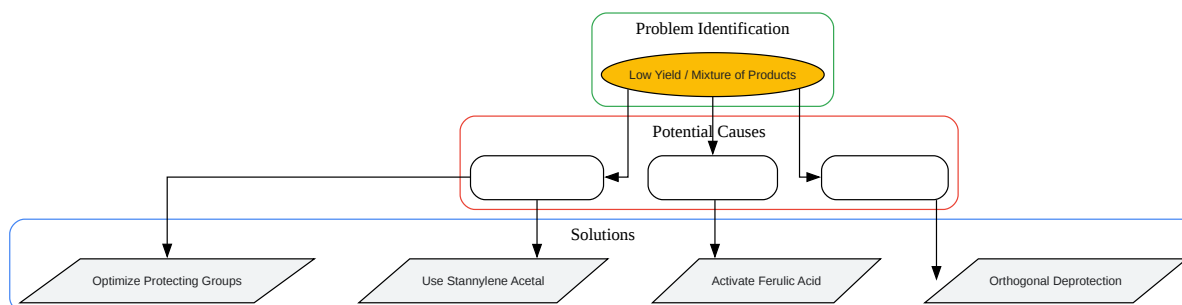 Problem Identification
Low Yield / Mixture of Products
Potential Causes
Solutions
Optimize Protecting Groups
Use Stannylene Acetal
Activate Ferulic Acid
Orthogonal Deprotection